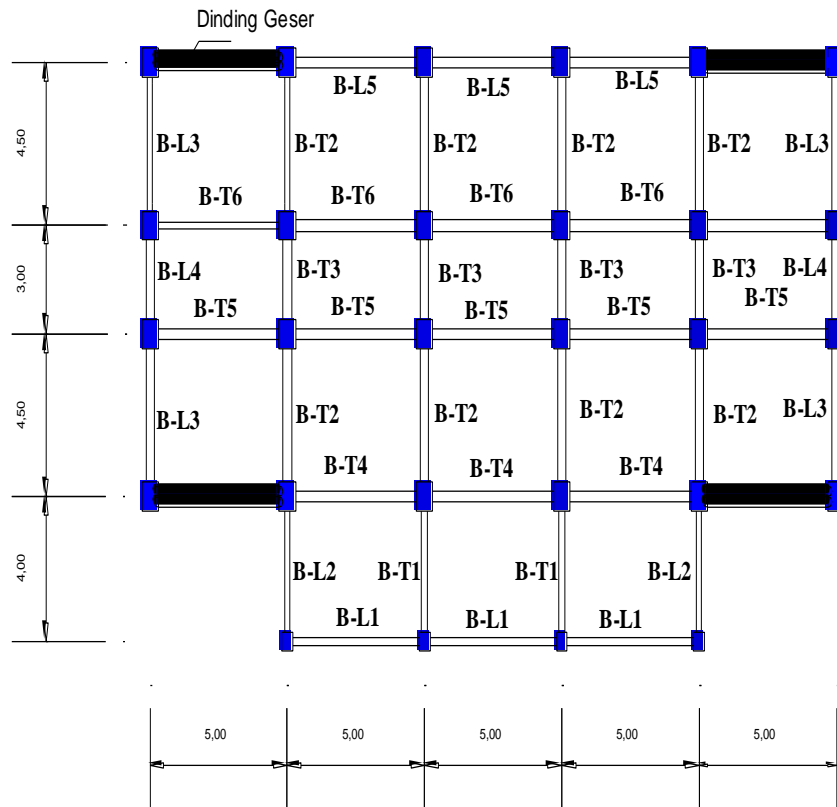 Dinding Geser
B-L5 B-L5 B-L5
4,50
B-L3 B-T2 B-T2 B-T2 B-T2 B-L3
B-T6 B-T6 B-T6 B-T6
3,00
B-L4 B-T3 B-T3 B-T3 B-T3 B-L4
B-T5 B-T5 B-T5 B-T5 B-T5
4,50
B-L3 B-T2 B-T2 B-T2 B-T2 B-L3
B-T4 B-T4 B-T4
4,00
B-L2 B-T1 B-T1 B-L2
B-L1 B-L1 B-L1
5,00 5,00 5,00 5,00 5,00